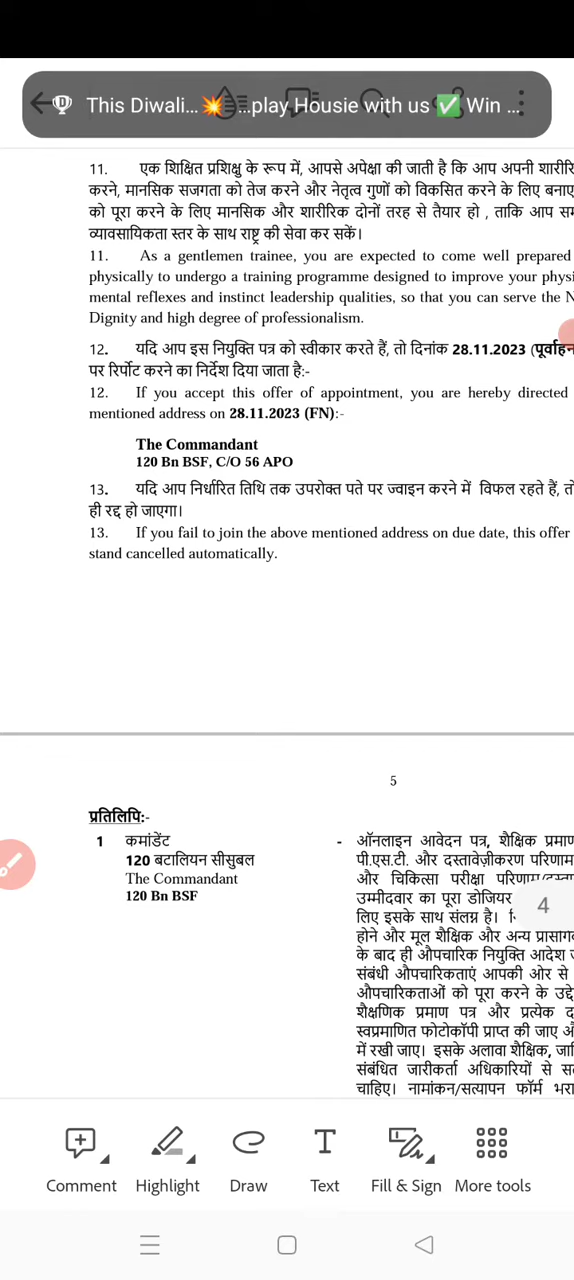 This Diwali...💥...play Housie with us ✅ Win ...
11. एक शिक्षित प्रशिक्षु के रूप में, आपसे अपेक्षा की जाती है कि आप अपनी शारीरि
करने, मानसिक सजगता को तेज करने और नेतृत्व गुणों को विकसित करने के लिए बनाए
को पूरा करने के लिए मानसिक और शारीरिक दोनों तरह से तैयार हो , ताकि आप सम
व्यावसायिकता स्तर के साथ राष्ट्र की सेवा कर सकें।
11. As a gentlemen trainee, you are expected to come well prepared
physically to undergo a training programme designed to improve your physi
mental reflexes and instinct leadership qualities, so that you can serve the N
Dignity and high degree of professionalism.
12. यदि आप इस नियुक्ति पत्र को स्वीकार करते हैं, तो दिनांक 28.11.2023 (पूर्वाहन
पर रिर्पोट करने का निर्देश दिया जाता है:-
12. If you accept this offer of appointment, you are hereby directed
mentioned address on 28.11.2023 (FN):-
The Commandant
120 Bn BSF, C/O 56 APO
13. यदि आप निर्धारित तिथि तक उपरोक्त पते पर ज्वाइन करने में विफल रहते हैं, तो
ही रद्द हो जाएगा।
13. If you fail to join the above mentioned address on due date, this offer
stand cancelled automatically.
5
प्रतिलिपि:-
1 कमांडेंट
120 बटालियन सीसुबल
The Commandant
120 Bn BSF
- ऑनलाइन आवेदन पत्र, शैक्षिक प्रमाण
पी.एस.टी. और दस्तावेज़ीकरण परिणाम
और चिकित्सा परीक्षा
उम्मीदवार का पूरा डोजियर
लिए इसके साथ संलग्न है।
4
होने और मूल शैक्षिक और अन्य प्रासंग
के बाद ही औपचारिक नियुक्ति आदेश
संबंधी औपचारिकताएं आपकी ओर से
औपचारिकताओं को पूरा करने के उद्दे
शैक्षणिक प्रमाण पत्र और प्रत्येक द
स्वप्रमाणित फोटोकॉपी प्राप्त की जाए
में रखी जाए। इसके अलावा शैक्षिक, जा
संबंधित जारीकर्ता अधिकारियों से
चाहिए। नामांकन/सत्यापन फॉर्म भरा
Comment Highlight Draw Text Fill & Sign More tools